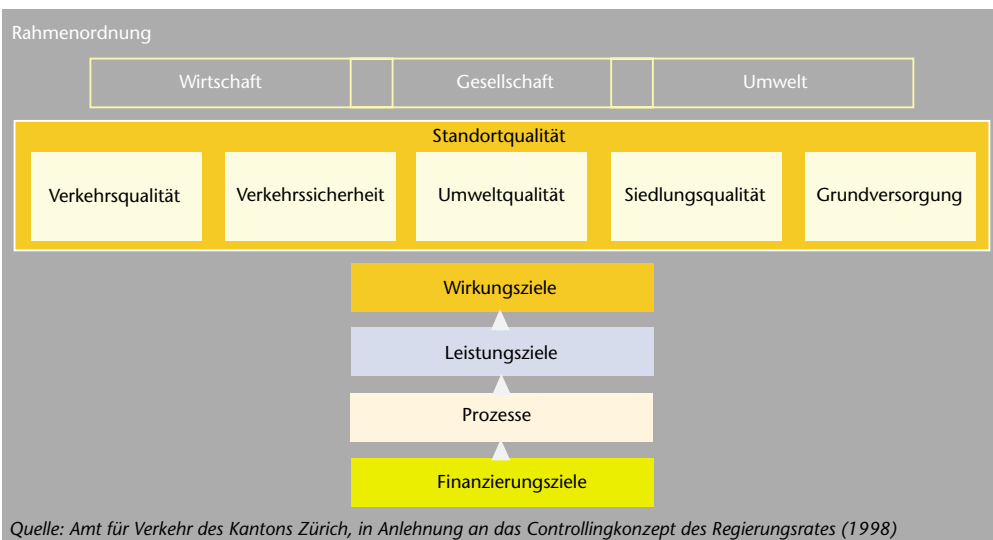 Rahmenordnung
Wirtschaft Gesellschaft Umwelt
Standortqualität
Verkehrsqualität Verkehrssicherheit Umweltqualität Siedlungsqualität Grundversorgung
Wirkungsziele
Leistungsziele
Prozesse
Finanzierungsziele
Quelle: Amt für Verkehr des Kantons Zürich, in Anlehnung an das Controllingkonzept des Regierungsrates (1998)